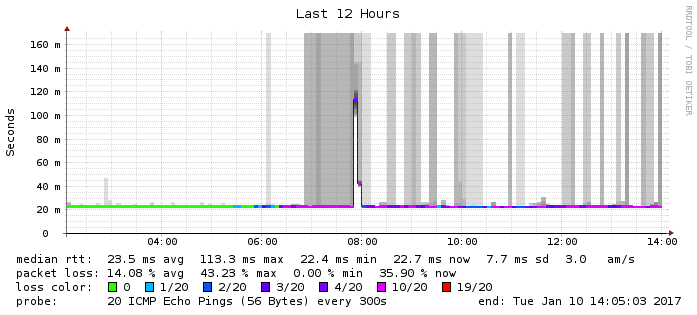 Last 12 Hours
RRDTOOL / TOBI OETIKER
Seconds
160 m
140 m
120 m
100 m
80 m
60 m
40 m
20 m
0
04:00 06:00 08:00 10:00 12:00 14:00
median rtt: 23.5 ms avg 113.3 ms max 22.4 ms min 22.7 ms now 7.7 ms sd 3.0 am/s
packet loss: 14.08 % avg 43.23 % max 0.00 % min 35.90 % now
loss color: 0 1/20 2/20 3/20 4/20 10/20 19/20
probe: 20 ICMP Echo Pings (56 Bytes) every 300s end: Tue Jan 10 14:05:03 2017